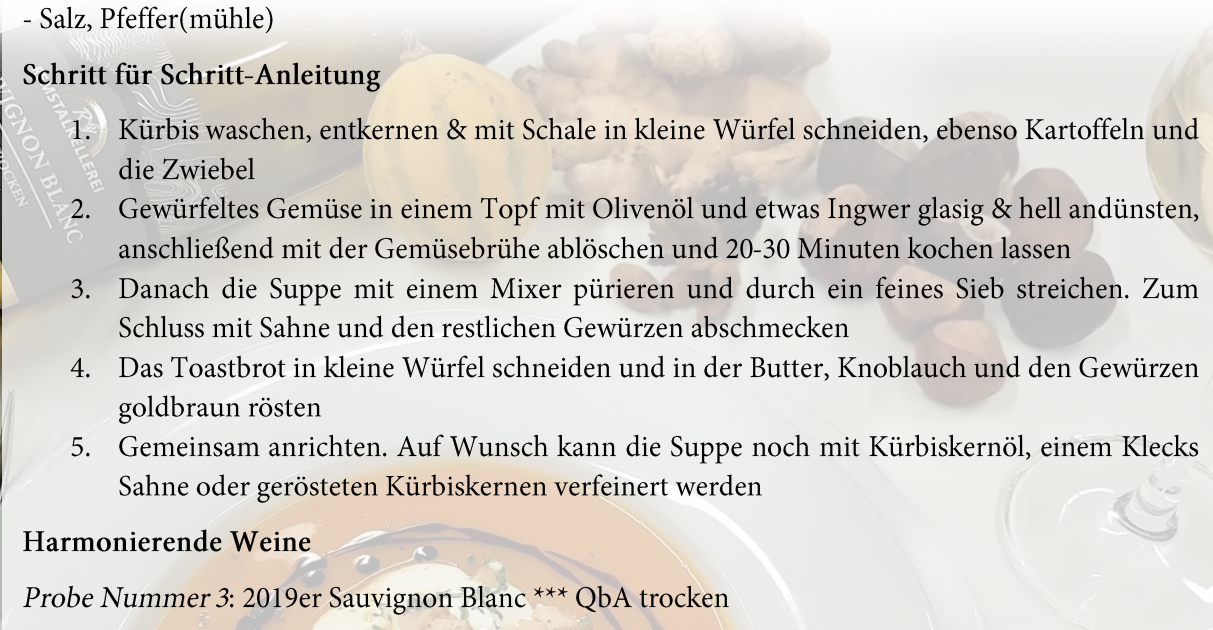 - Salz, Pfeffer(mühle)
Schritt für Schritt-Anleitung
1. Kürbis waschen, entkernen & mit Schale in kleine Würfel schneiden, ebenso Kartoffeln und
die Zwiebel
2. Gewürfeltes Gemüse in einem Topf mit Olivenöl und etwas Ingwer glasig & hell andünsten,
anschließend mit der Gemüsebrühe ablöschen und 20-30 Minuten kochen lassen
3. Danach die Suppe mit einem Mixer pürieren und durch ein feines Sieb streichen. Zum
Schluss mit Sahne und den restlichen Gewürzen abschmecken
4. Das Toastbrot in kleine Würfel schneiden und in der Butter, Knoblauch und den Gewürzen
goldbraun rösten
5. Gemeinsam anrichten. Auf Wunsch kann die Suppe noch mit Kürbiskernöl, einem Klecks
Sahne oder gerösteten Kürbiskernen verfeinert werden
Harmonierende Weine
Probe Nummer 3: 2019er Sauvignon Blanc *** QbA trocken